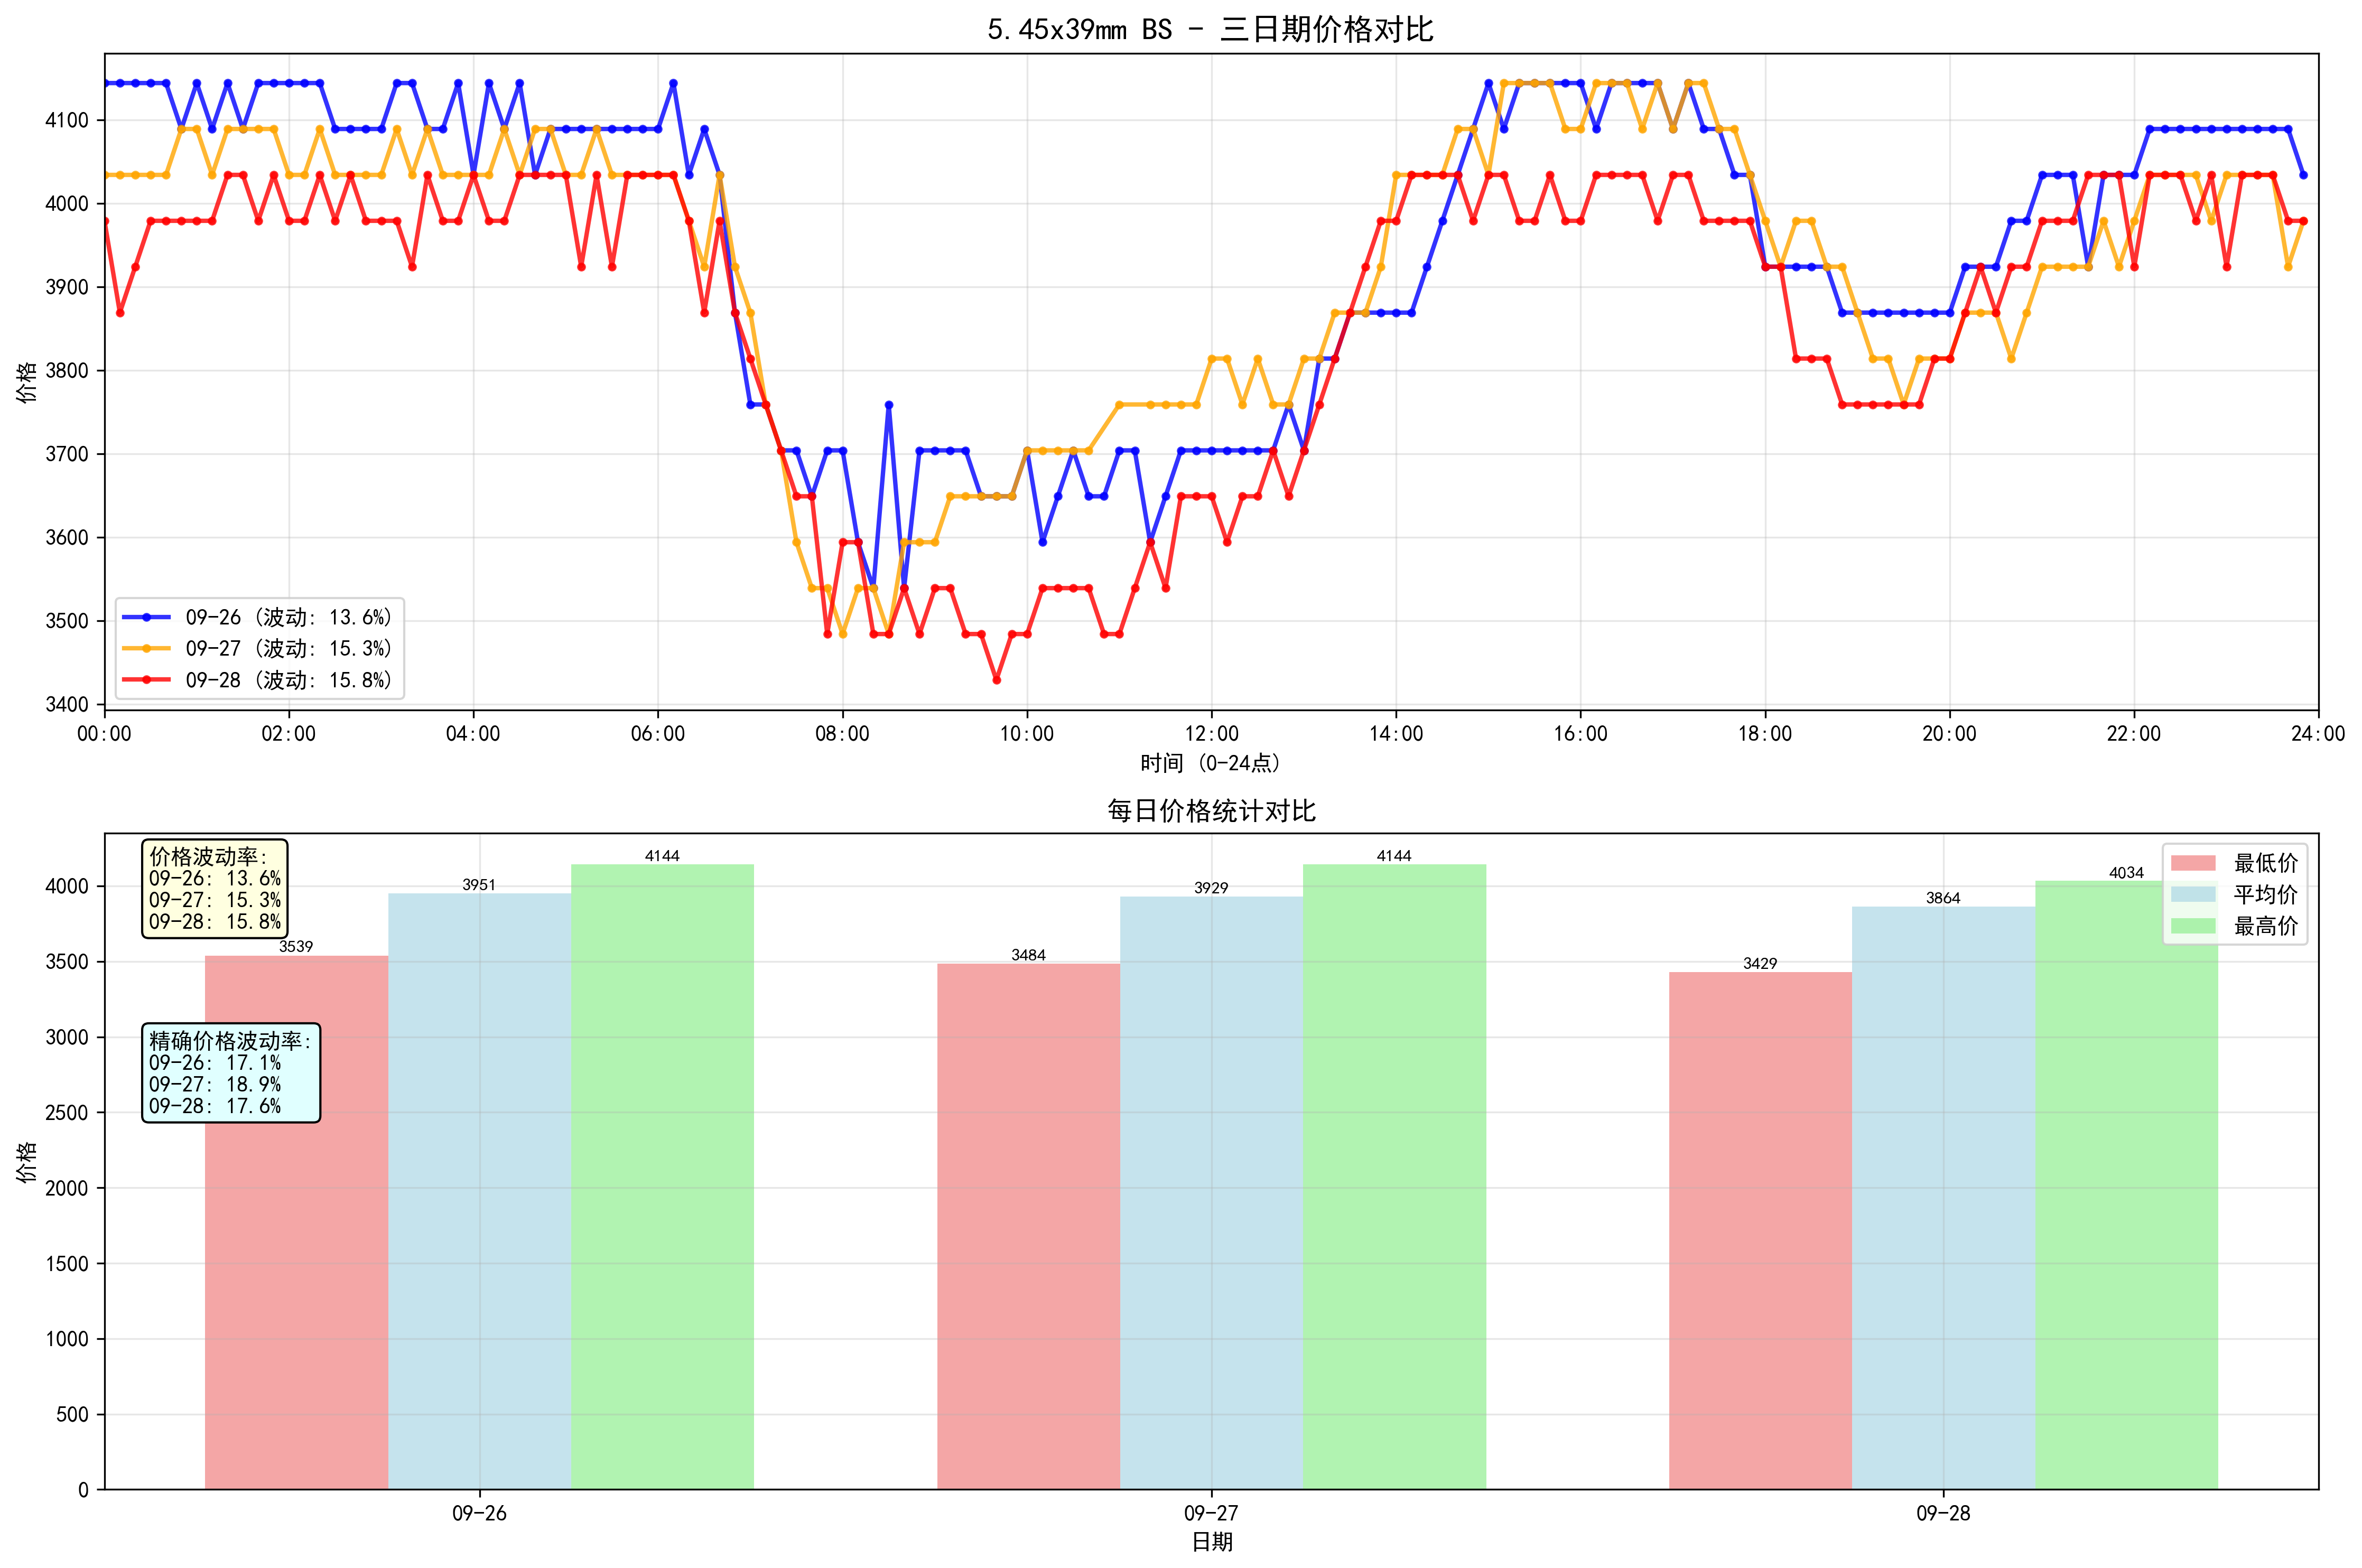 5.45x39mm BS - 三日期价格对比
价格
4100
4000
3900
3800
3700
3600
3500
3400
09-26 (波动: 13.6%)
09-27 (波动: 15.3%)
09-28 (波动: 15.8%)
00:00 02:00 04:00 06:00 08:00 10:00 12:00 14:00 16:00 18:00 20:00 22:00 24:00
时间 (0-24点)
每日价格统计对比
价格
4000
3500
3000
2500
2000
1500
1000
500
0
价格波动率:
09-26: 13.6%
09-27: 15.3%
09-28: 15.8%
精确价格波动率:
09-26: 17.1%
09-27: 18.9%
09-28: 17.6%
3539 3951 4144
3484 3929 4144
3429 3864 4034
最低价
平均价
最高价
09-26 09-27 09-28
日期